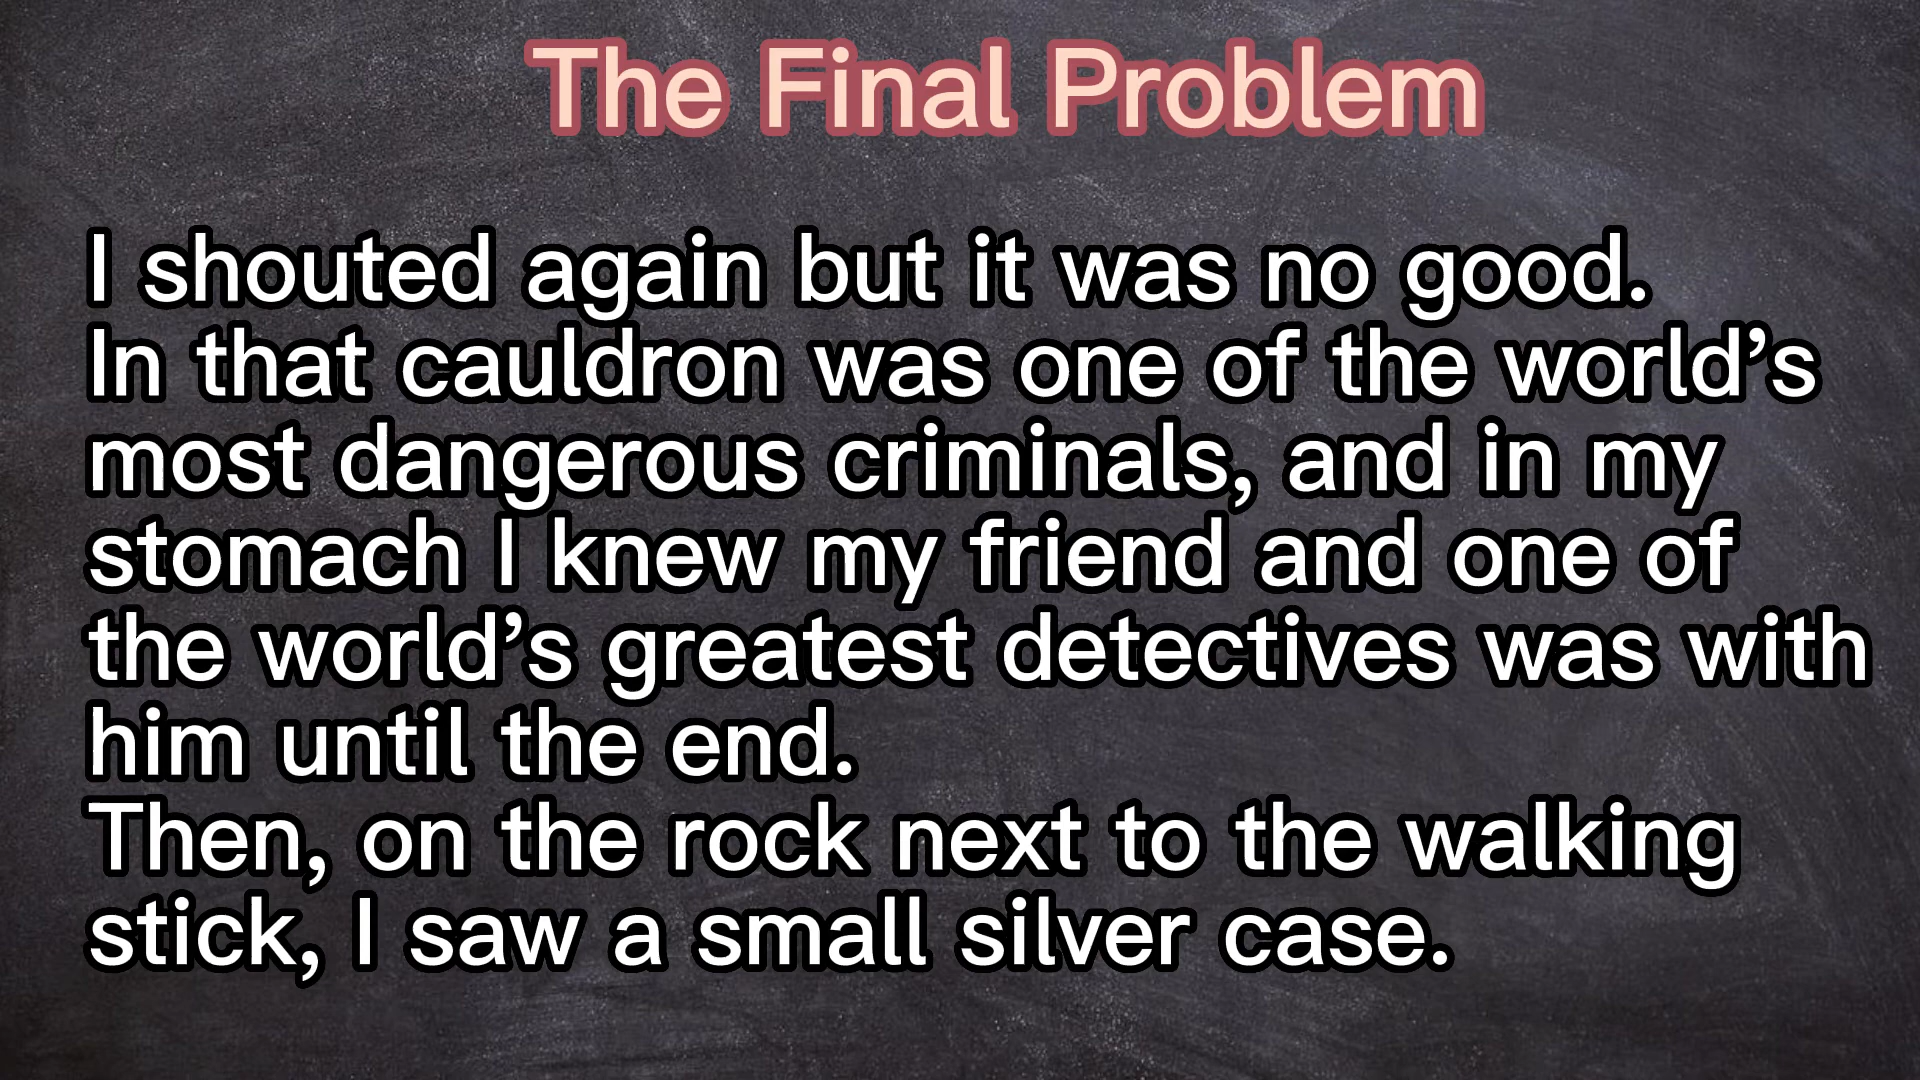 The Final Problem
I shouted again but it was no good.
In that cauldron was one of the world’s
most dangerous criminals, and in my
stomach I knew my friend and one of
the world’s greatest detectives was with
him until the end.
Then, on the rock next to the walking
stick, I saw a small silver case.